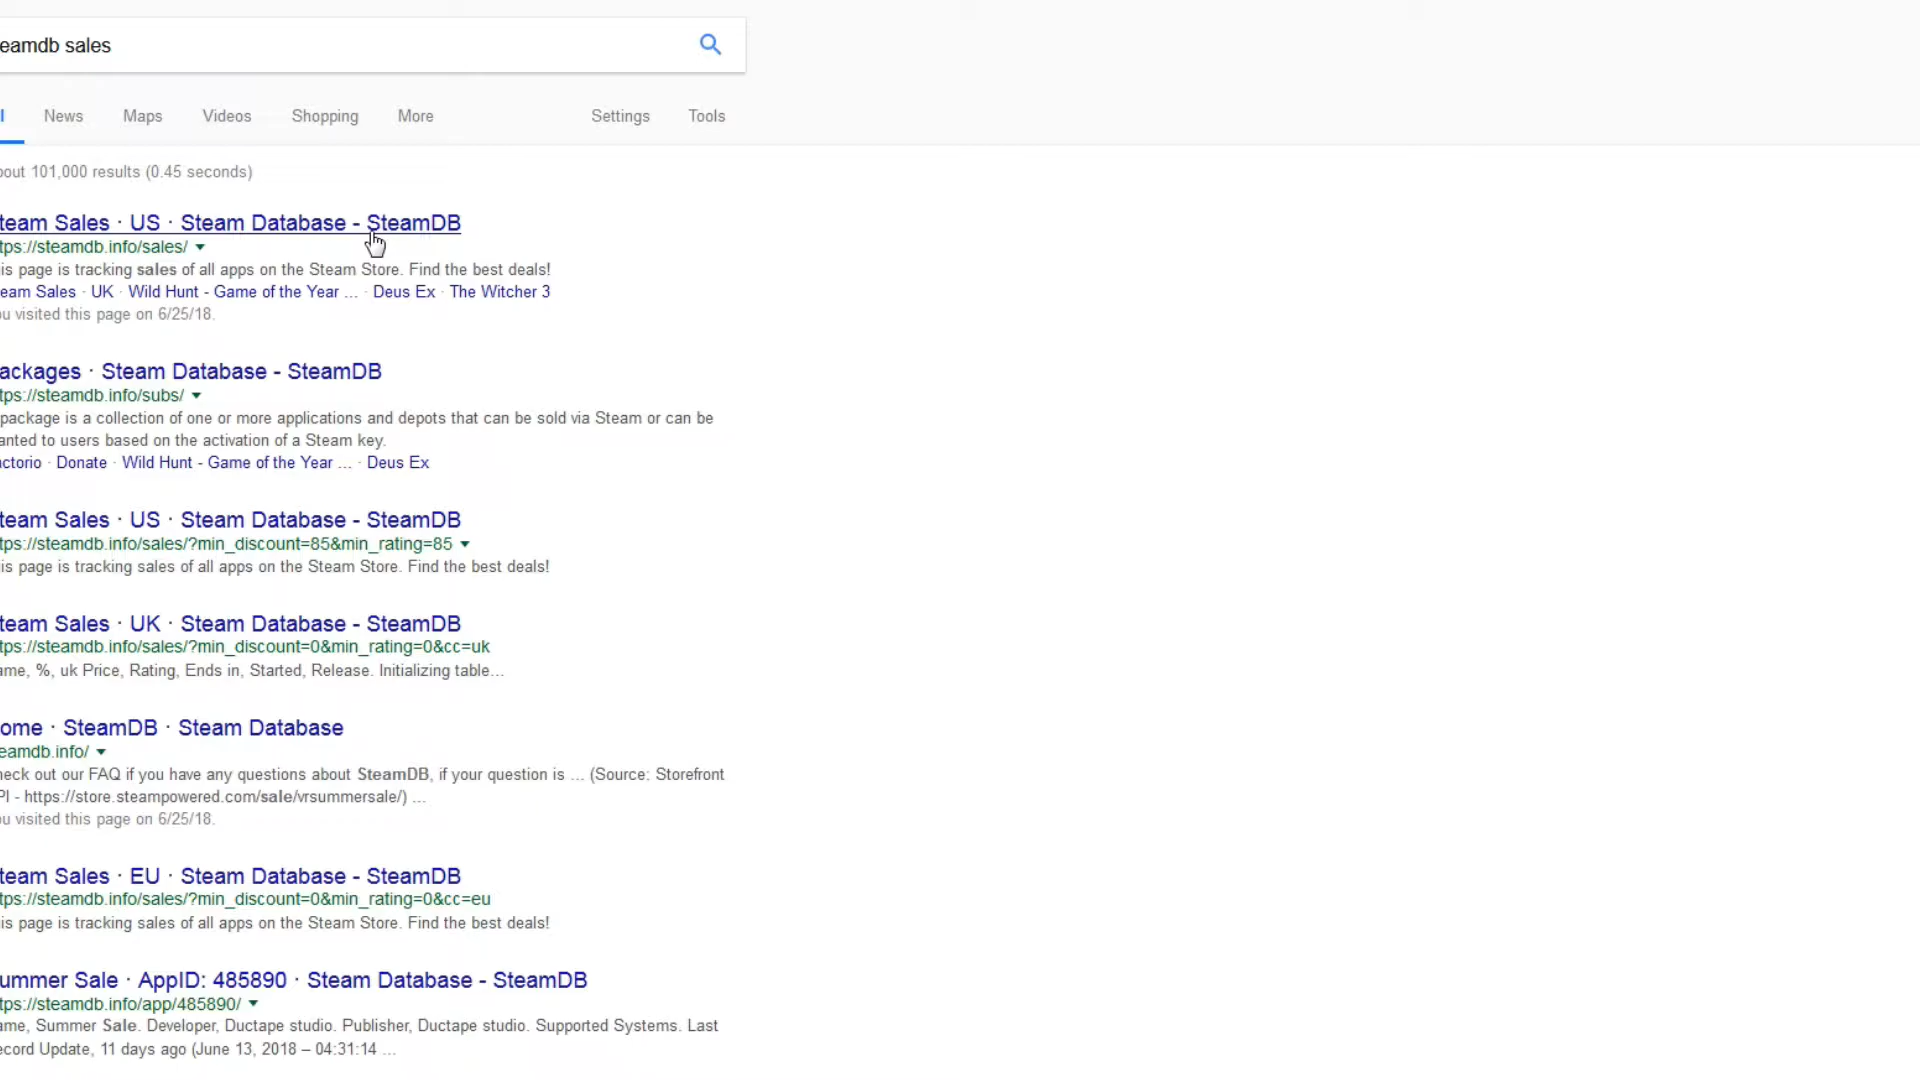 eamdb sales
l News Maps Videos Shopping More Settings Tools
bout 101,000 results (0.45 seconds)
team Sales · US · Steam Database - SteamDB
tps://steamdb.info/sales/
is page is tracking sales of all apps on the Steam Store. Find the best deals!
eam Sales · UK · Wild Hunt - Game of the Year ... · Deus Ex · The Witcher 3
ou visited this page on 6/25/18.
ackages · Steam Database - SteamDB
tps://steamdb.info/subs/
package is a collection of one or more applications and depots that can be sold via Steam or can be
anted to users based on the activation of a Steam key.
actorio · Donate · Wild Hunt - Game of the Year ... · Deus Ex
team Sales · US · Steam Database - SteamDB
tps://steamdb.info/sales/?min_discount=85&min_rating=85
is page is tracking sales of all apps on the Steam Store. Find the best deals!
team Sales · UK · Steam Database - SteamDB
tps://steamdb.info/sales/?min_discount=0&min_rating=0&cc=uk
ame, %, uk Price, Rating, Ends in, Started, Release. Initializing table...
ome · SteamDB · Steam Database
eamdb.info/
heck out our FAQ if you have any questions about SteamDB, if your question is ... (Source: Storefront
PI - https://store.steampowered.com/sale/vrsummersale/) ...
ou visited this page on 6/25/18.
team Sales · EU · Steam Database - SteamDB
tps://steamdb.info/sales/?min_discount=0&min_rating=0&cc=eu
is page is tracking sales of all apps on the Steam Store. Find the best deals!
ummer Sale · AppID: 485890 · Steam Database - SteamDB
tps://steamdb.info/app/485890/
ame, Summer Sale. Developer, Ductape studio. Publisher, Ductape studio. Supported Systems. Last
ecord Update, 11 days ago (June 13, 2018 – 04:31:14 ...